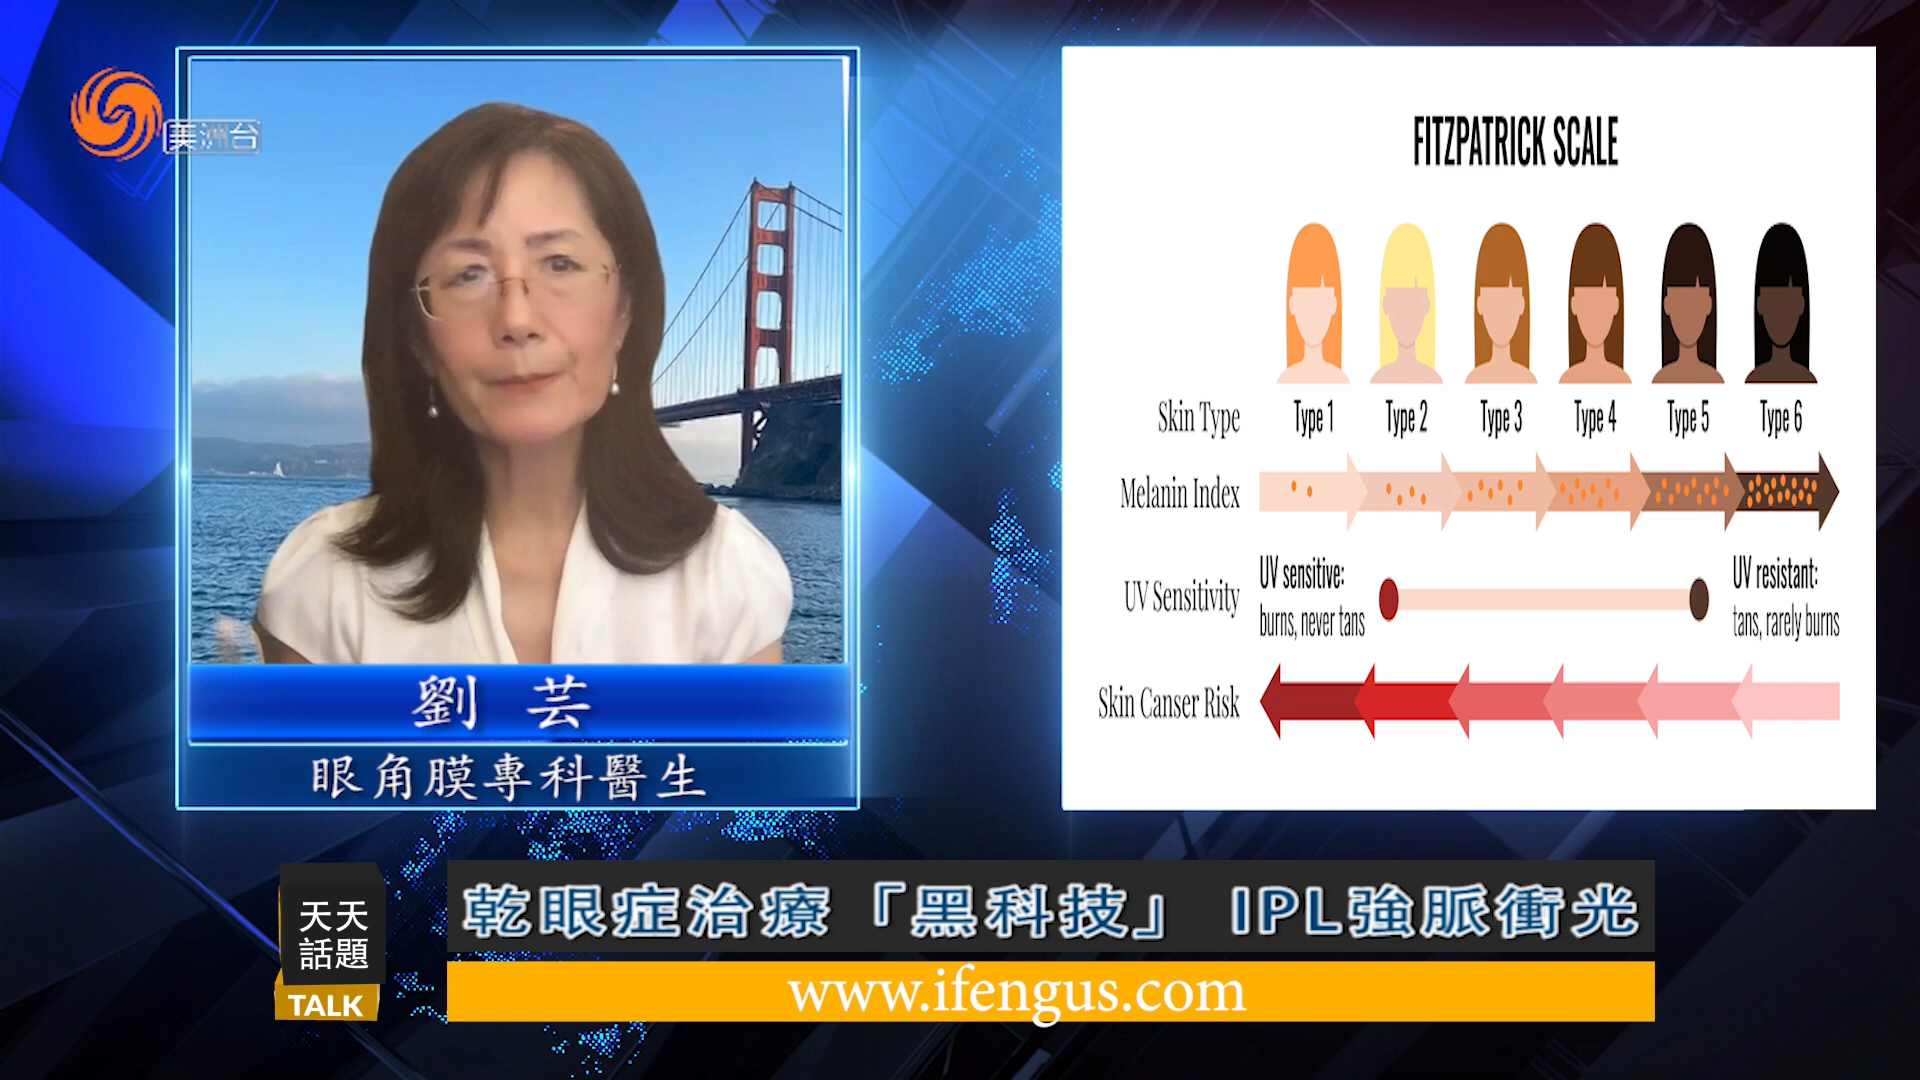 美洲台
劉 芸
眼角膜專科醫生
FITZPATRICK SCALE
Skin Type
Type 1
Type 2
Type 3
Type 4
Type 5
Type 6
Melanin Index
UV Sensitivity
UV sensitive:
burns, never tans
UV resistant:
tans, rarely burns
Skin Canser Risk
天天
話題
TALK
乾眼症治療「黑科技」 IPL強脈衝光
www.ifengus.com